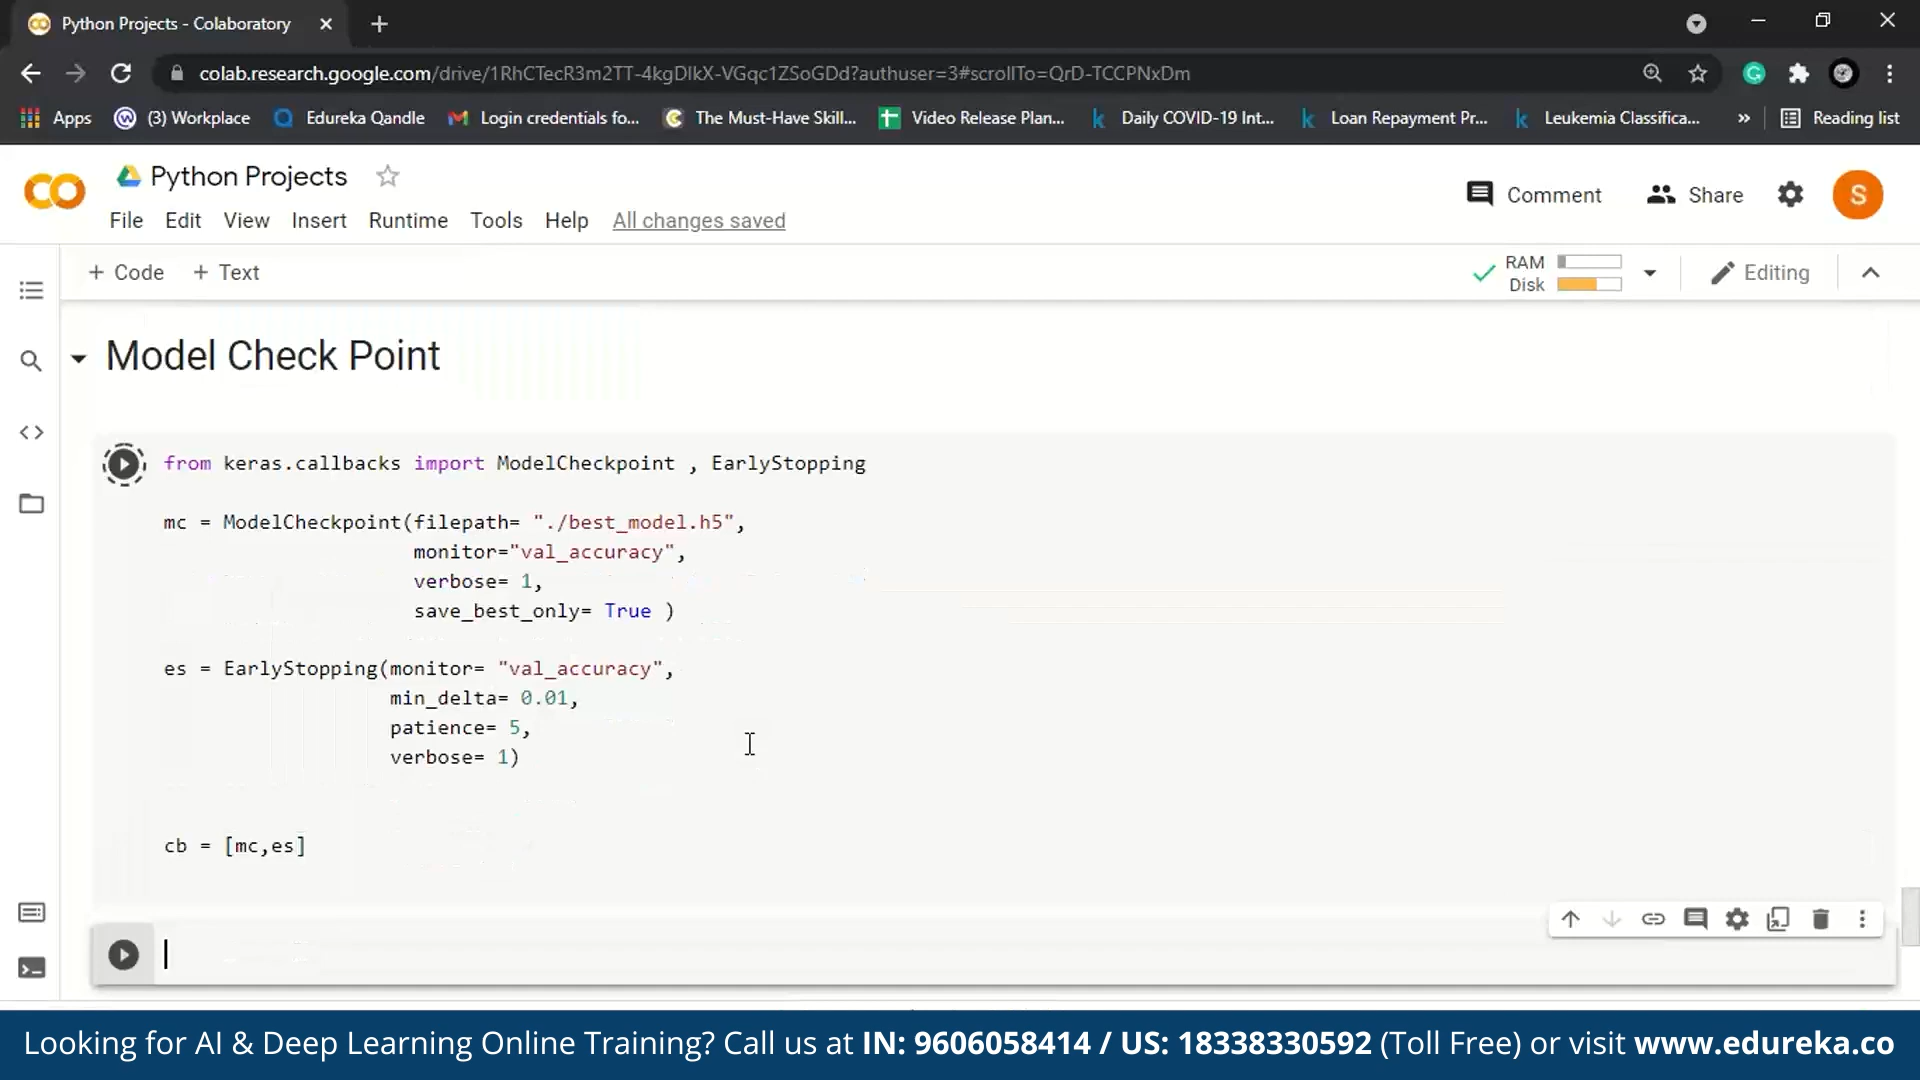 Python Projects - Colaboratory
colab.research.google.com/drive/1RhCTecR3m2TT-4kgDlkX-VGqc1ZSoGDd?authuser=3#scrollTo=QrD-TCCPNxDm
Apps (3) Workplace Edureka Qandle Login credentials fo... The Must-Have Skill... Video Release Plan... Daily COVID-19 Int... Loan Repayment Pr... Leukemia Classifica... » Reading list
Python Projects
Comment Share S
File Edit View Insert Runtime Tools Help All changes saved
+ Code + Text
RAM
Disk
Editing
Model Check Point
from keras.callbacks import ModelCheckpoint , EarlyStopping
mc = ModelCheckpoint(filepath= "./best_model.h5",
monitor="val_accuracy",
verbose= 1,
save_best_only= True )
es = EarlyStopping(monitor= "val_accuracy",
min_delta= 0.01,
patience= 5,
verbose= 1)
cb = [mc,es]
Looking for AI & Deep Learning Online Training? Call us at IN: 9606058414 / US: 18338330592 (Toll Free) or visit www.edureka.co